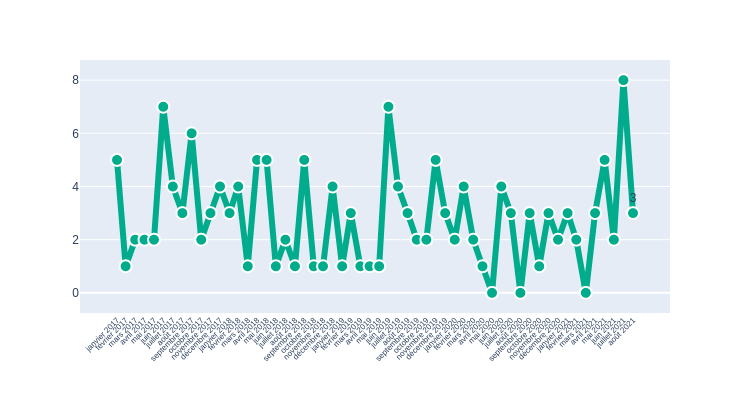 8
6
4
2
0
3
janvier 2017
février 2017
mars 2017
avril 2017
mai 2017
juin 2017
juillet 2017
août 2017
septembre 2017
octobre 2017
novembre 2017
décembre 2017
janvier 2018
février 2018
mars 2018
avril 2018
mai 2018
juin 2018
juillet 2018
août 2018
septembre 2018
octobre 2018
novembre 2018
décembre 2018
janvier 2019
février 2019
mars 2019
avril 2019
mai 2019
juin 2019
juillet 2019
août 2019
septembre 2019
octobre 2019
novembre 2019
décembre 2019
janvier 2020
février 2020
mars 2020
avril 2020
mai 2020
juin 2020
juillet 2020
août 2020
septembre 2020
octobre 2020
novembre 2020
décembre 2020
janvier 2021
février 2021
mars 2021
avril 2021
mai 2021
juin 2021
juillet 2021
août 2021